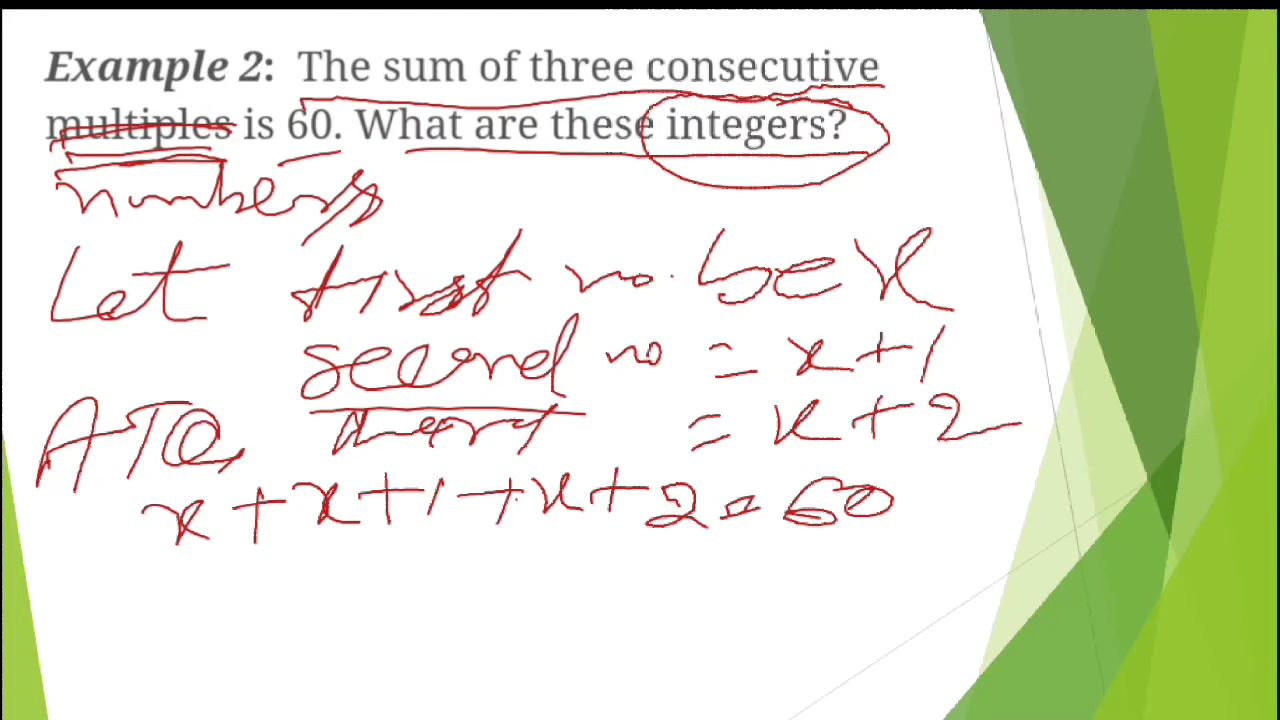 Example 2: The sum of three consecutive
multiples is 60. What are these integers?
numbers
Let first no. be x
second no = x+1
ATQ, = x+2
x+x+1+x+2=60